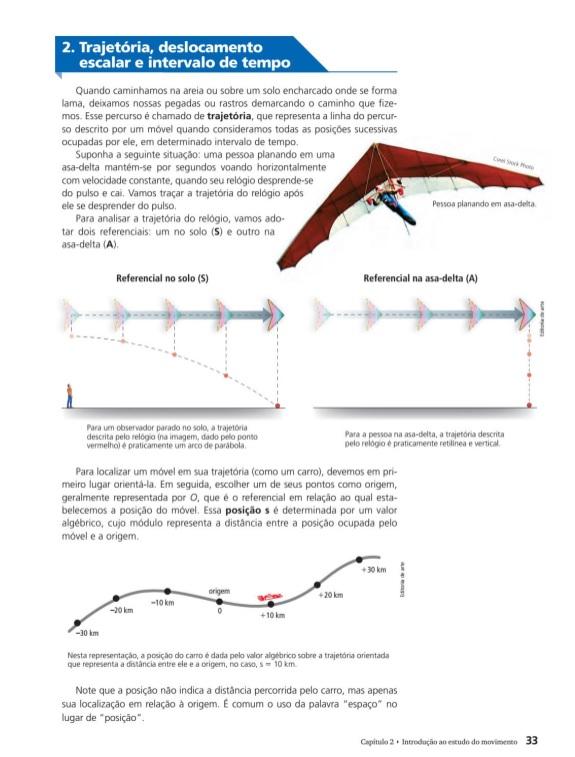 2. Trajetória, deslocamento
escalar e intervalo de tempo
Quando caminhamos na areia ou sobre um solo encharcado onde se forma
lama, deixamos nossas pegadas ou rastros demarcando o caminho que fize-
mos. Esse percurso é chamado de trajetória, que representa a linha do percur-
so descrito por um móvel quando consideramos todas as posições sucessivas
ocupadas por ele, em determinado intervalo de tempo.
Suponha a seguinte situação: uma pessoa planando em uma
asa-delta mantém-se por segundos voando horizontalmente
com velocidade constante, quando seu relógio desprende-se
do pulso e cai. Vamos traçar a trajetória do relógio após
ele se desprender do pulso.
Para analisar a trajetória do relógio, vamos ado-
tar dois referenciais: um no solo (S) e outro na
asa-delta (A).
Corel Stock Photo
Pessoa planando em asa-delta.
Referencial no solo (S)
Referencial na asa-delta (A)
Editoria de arte
Para um observador parado no solo, a trajetória
descrita pelo relógio (na imagem, dado pelo ponto
vermelho) é praticamente um arco de parábola.
Para a pessoa na asa-delta, a trajetória descrita
pelo relógio é praticamente retilínea e vertical.
Para localizar um móvel em sua trajetória (como um carro), devemos em pri-
meiro lugar orientá-la. Em seguida, escolher um de seus pontos como origem,
geralmente representada por O, que é o referencial em relação ao qual esta-
belecemos a posição do móvel. Essa posição s é determinada por um valor
algébrico, cujo módulo representa a distância entre a posição ocupada pelo
móvel e a origem.
–30 km
–20 km
–10 km
origem
0
+10 km
+20 km
+30 km
Editoria de arte
Nesta representação, a posição do carro é dada pelo valor algébrico sobre a trajetória orientada
que representa a distância entre ele e a origem, no caso, s = 10 km.
Note que a posição não indica a distância percorrida pelo carro, mas apenas
sua localização em relação à origem. É comum o uso da palavra "espaço" no
lugar de "posição".
Capítulo 2 • Introdução ao estudo do movimento 33